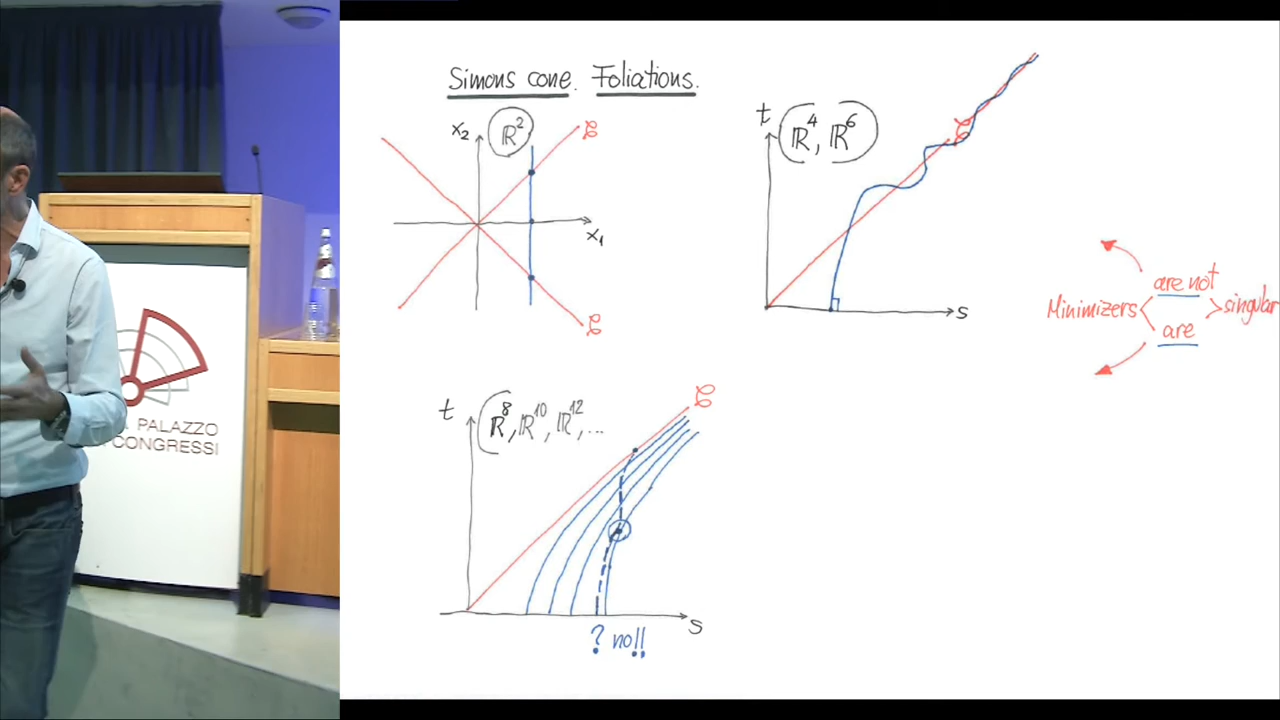 Simons cone. Foliations.
x₂
ℝ²
ℒ
x₁
ℒ
t
(ℝ⁴, ℝ⁶)
ℒ
s
Minimizers
are not
are
singular
t
(ℝ⁸, ℝ¹⁰, ℝ¹², ...
ℒ
s
? no!!
PALAZZO
CONGRESSI